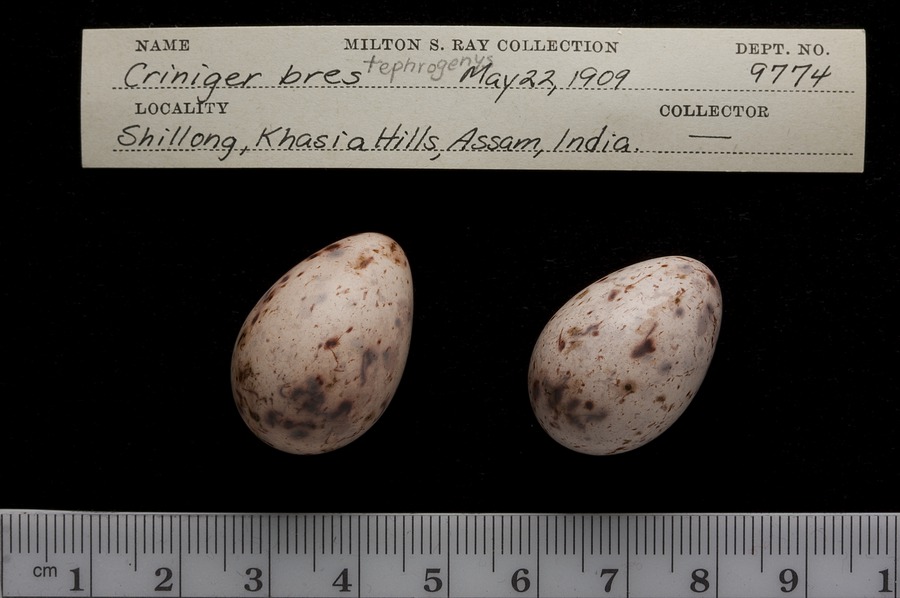 NAME MILTON S. RAY COLLECTION DEPT. NO.
Criniger bres tephrogenys May 22, 1909 9774
LOCALITY COLLECTOR
Shillong, Khasia Hills, Assam, India. —
cm 1 2 3 4 5 6 7 8 9 1